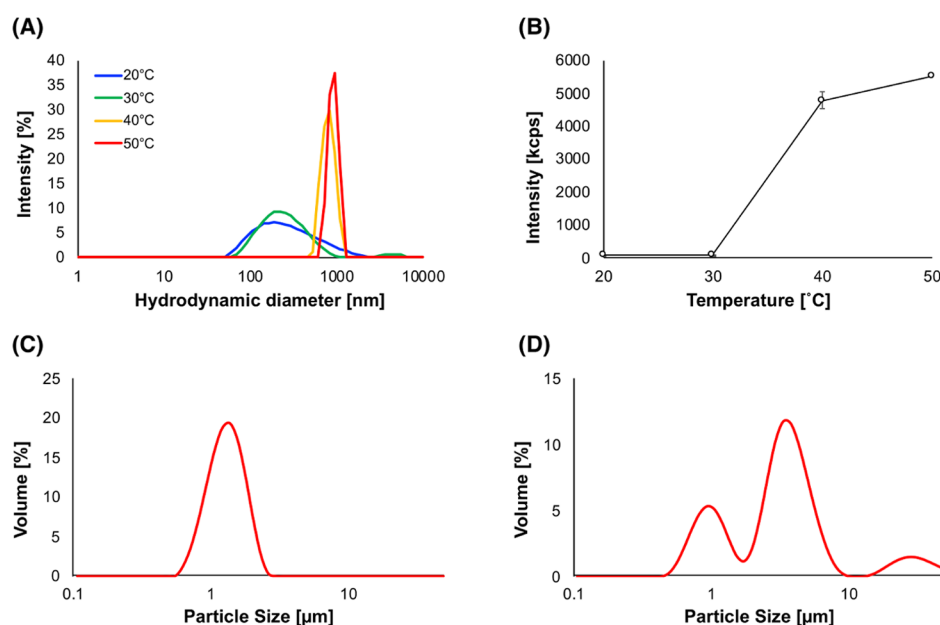 (A)
40
35
30
25
20
15
10
5
0
Intensity [%]
20°C
30°C
40°C
50°C
1 10 100 1000 10000
Hydrodynamic diameter [nm]
(B)
6000
5000
4000
3000
2000
1000
0
Intensity [kcps]
20 30 40 50
Temperature [˚C]
(C)
25
20
15
10
5
0
Volume [%]
0.1 1 10
Particle Size [µm]
(D)
15
10
5
0
Volume [%]
0.1 1 10
Particle Size [µm]